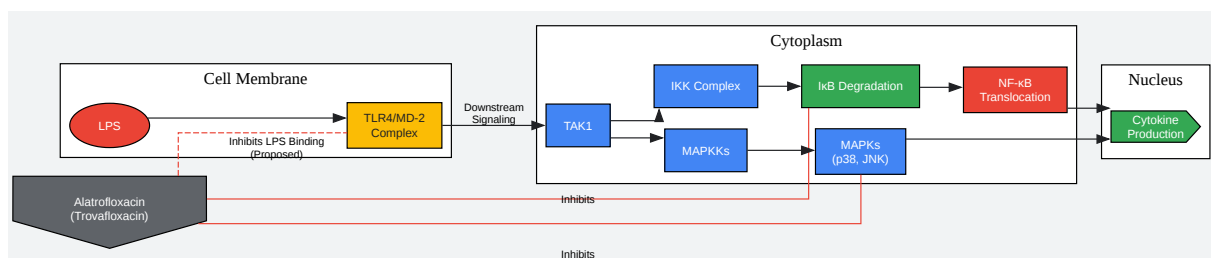 Cell Membrane
LPS
TLR4/MD-2
Complex
Inhibits LPS Binding
(Proposed)
Downstream
Signaling
Cytoplasm
TAK1
IKK Complex
IκB Degradation
NF-κB
Translocation
MAPKKs
MAPKs
(p38, JNK)
Nucleus
Cytokine
Production
Alatrofloxacin
(Trovafloxacin)
Inhibits
Inhibits